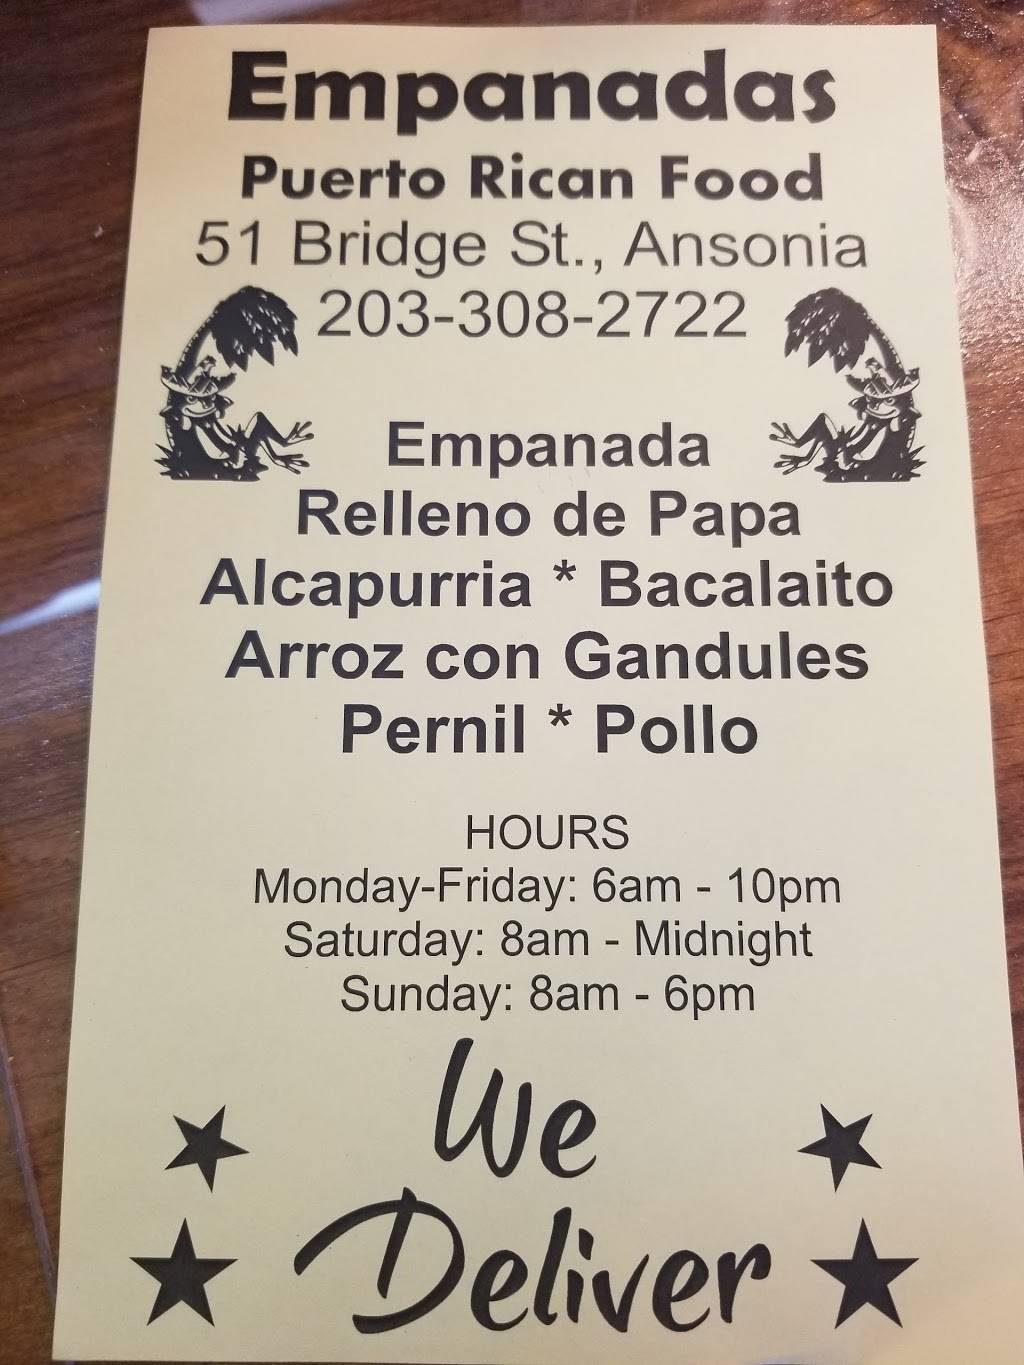 Empanadas
Puerto Rican Food
51 Bridge St., Ansonia
203-308-2722
Empanada
Relleno de Papa
Alcapurria * Bacalaito
Arroz con Gandules
Pernil * Pollo
HOURS
Monday-Friday: 6am - 10pm
Saturday: 8am - Midnight
Sunday: 8am - 6pm
We
Deliver